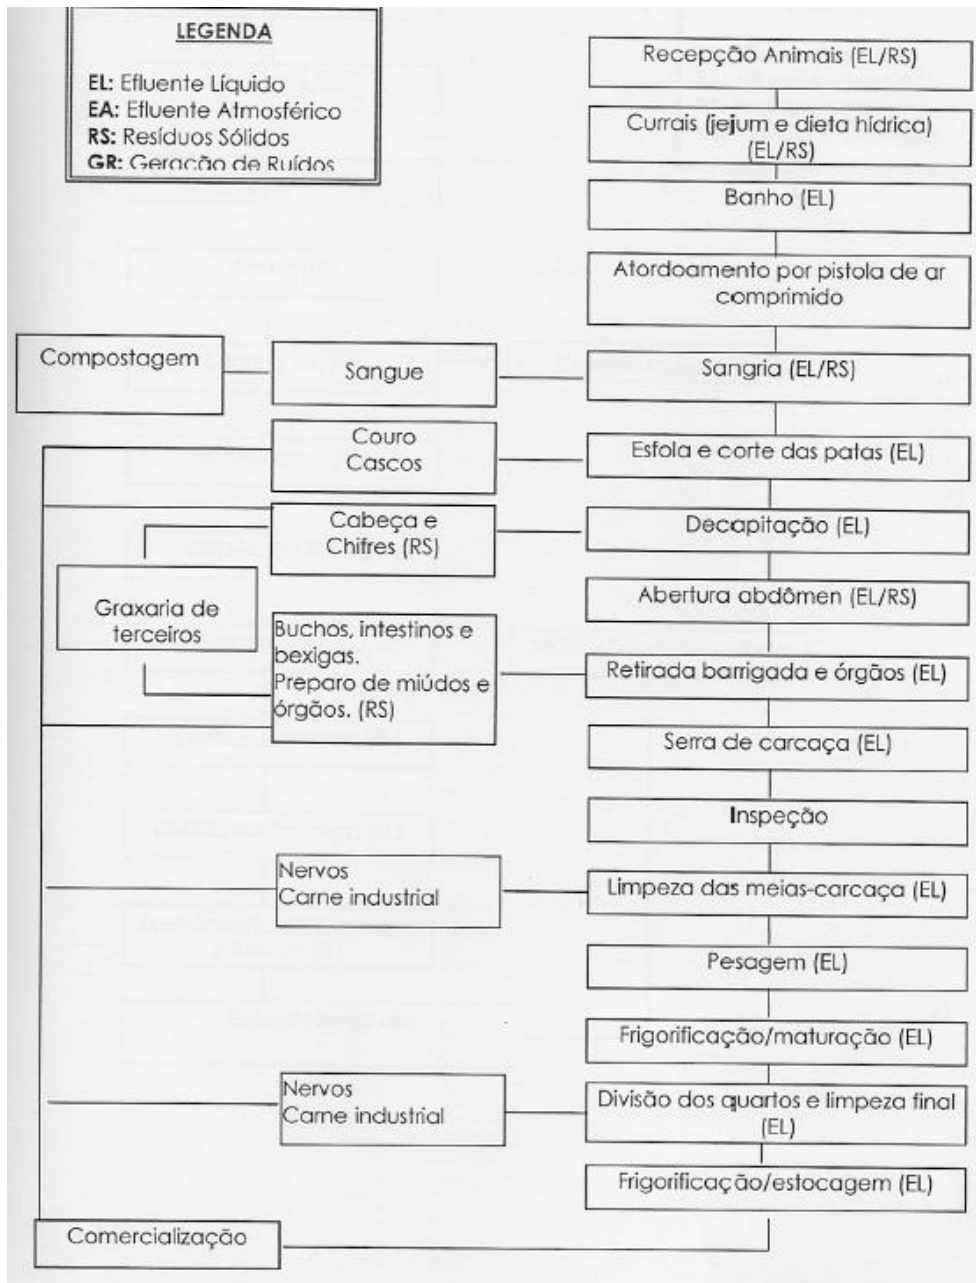 LEGENDA
EL: Efluente Líquido
EA: Efluente Atmosférico
RS: Resíduos Sólidos
GR: Geração de Ruídos
Recepção Animais (EL/RS)
Currais (jejum e dieta hídrica)
(EL/RS)
Banho (EL)
Atordoamento por pistola de ar
comprimido
Compostagem
Sangue
Sangria (EL/RS)
Couro
Cascos
Esfola e corte das patas (EL)
Cabeça e
Chifres (RS)
Decapitação (EL)
Graxaria de
terceiros
Abertura abdômen (EL/RS)
Buchos, intestinos e
bexigas.
Preparo de miúdos e
órgãos. (RS)
Retirada barrigada e órgãos (EL)
Serra de carcaça (EL)
Inspeção
Nervos
Carne industrial
Limpeza das meias-carcaça (EL)
Pesagem (EL)
Frigorificação/maturação (EL)
Nervos
Carne industrial
Divisão dos quartos e limpeza final
(EL)
Frigorificação/estocagem (EL)
Comercialização